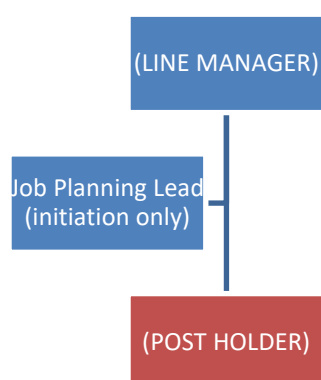 (LINE MANAGER)
Job Planning Lead
(initiation only)
(POST HOLDER)